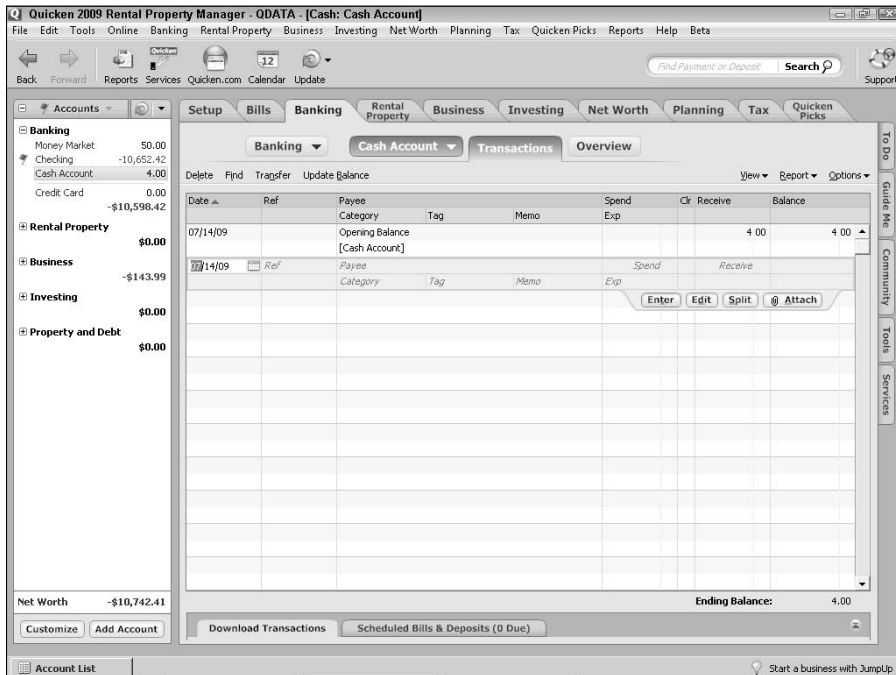 Quicken 2009 Rental Property Manager - QDATA - [Cash: Cash Account]
File Edit Tools Online Banking Rental Property Business Investing Net Worth Planning Tax Quicken Picks Reports Help Beta
Quicken
12
Back Forward Reports Services Quicken.com Calendar Update
Find Payment or Deposit Search
Support
Accounts
Setup Bills Banking Rental Property Business Investing Net Worth Planning Tax Quicken Picks
Banking
Money Market 50.00
Checking -10,652.42
Cash Account 4.00
Credit Card 0.00
-$10,598.42
Rental Property
$0.00
Business
-$143.99
Investing
$0.00
Property and Debt
$0.00
Net Worth -$10,742.41
Customize Add Account
Banking Cash Account Transactions Overview
Delete Find Transfer Update Balance View Report Options
Date Ref Payee Spend Clr Receive Balance
Category Tag Memo Exp
07/14/09 Opening Balance 4 00 4 00
[Cash Account]
07/14/09 Ref Payee Spend Receive
Category Tag Memo Exp
Enter Edit Split Attach
Ending Balance: 4.00
Download Transactions Scheduled Bills & Deposits (0 Due)
To Do
Guide Me
Community
Tools
Services
Account List
Start a business with JumpUp